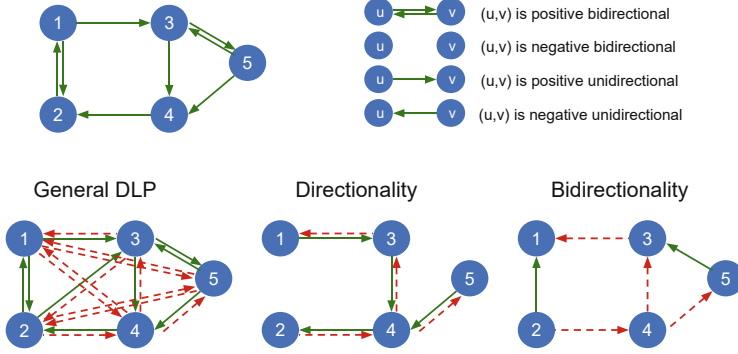 1
3
5
2
4
u v (u,v) is positive bidirectional
u v (u,v) is negative bidirectional
u v (u,v) is positive unidirectional
u v (u,v) is negative unidirectional
General DLP
1
3
5
2
4
Directionality
1
3
5
2
4
Bidirectionality
1
3
5
2
4